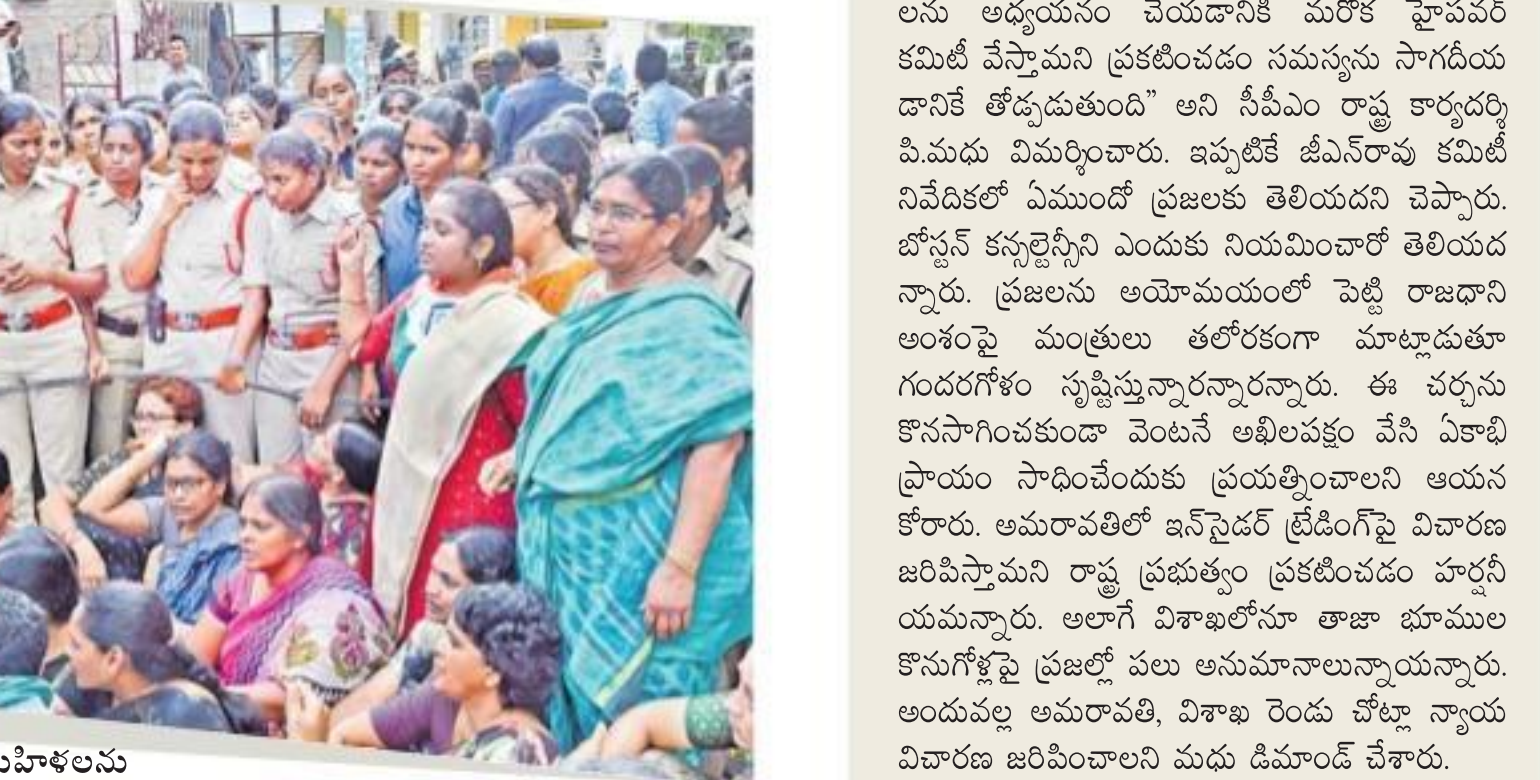 లను అధ్యయనం చేయడానికి మరొక హైపవర్
కమిటీ వేస్తామని ప్రకటించడం సమస్యను సాగదీయ
డానికే తోడ్పడుతుంది” అని సీపీఎం రాష్ట్ర కార్యదర్శి
పి.మధు విమర్శించారు. ఇప్పటికే జీఎన్‌రావు కమిటీ
నివేదికలో ఏముందో ప్రజలకు తెలియదని చెప్పారు.
బోస్టన్ కన్సల్టెన్సీని ఎందుకు నియమించారో తెలియద
న్నారు. ప్రజలను అయోమయంలో పెట్టి రాజధాని
అంశంపై మంత్రులు తలోరకంగా మాట్లాడుతూ
గందరగోళం సృష్టిస్తున్నారన్నారన్నారు. ఈ చర్చను
కొనసాగించకుండా వెంటనే అఖిలపక్షం వేసి ఏకాభి
ప్రాయం సాధించేందుకు ప్రయత్నించాలని ఆయన
కోరారు. అమరావతిలో ఇన్‌సైడర్ ట్రేడింగ్‌పై విచారణ
జరిపిస్తామని రాష్ట్ర ప్రభుత్వం ప్రకటించడం హర్షనీ
యమన్నారు. అలాగే విశాఖలోనూ తాజా భూముల
కొనుగోళ్లపై ప్రజల్లో పలు అనుమానాలున్నాయన్నారు.
అందువల్ల అమరావతి, విశాఖ రెండు చోట్లా న్యాయ
విచారణ జరిపించాలని మధు డిమాండ్ చేశారు.